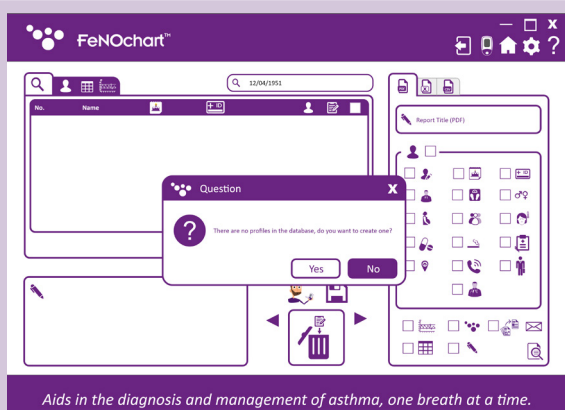 FeNOchart™
12/04/1951
No. Name
+ ID
Report Title (PDF)
Question
X
There are no profiles in the database, do you want to create one?
Yes No
Aids in the diagnosis and management of asthma, one breath at a time.